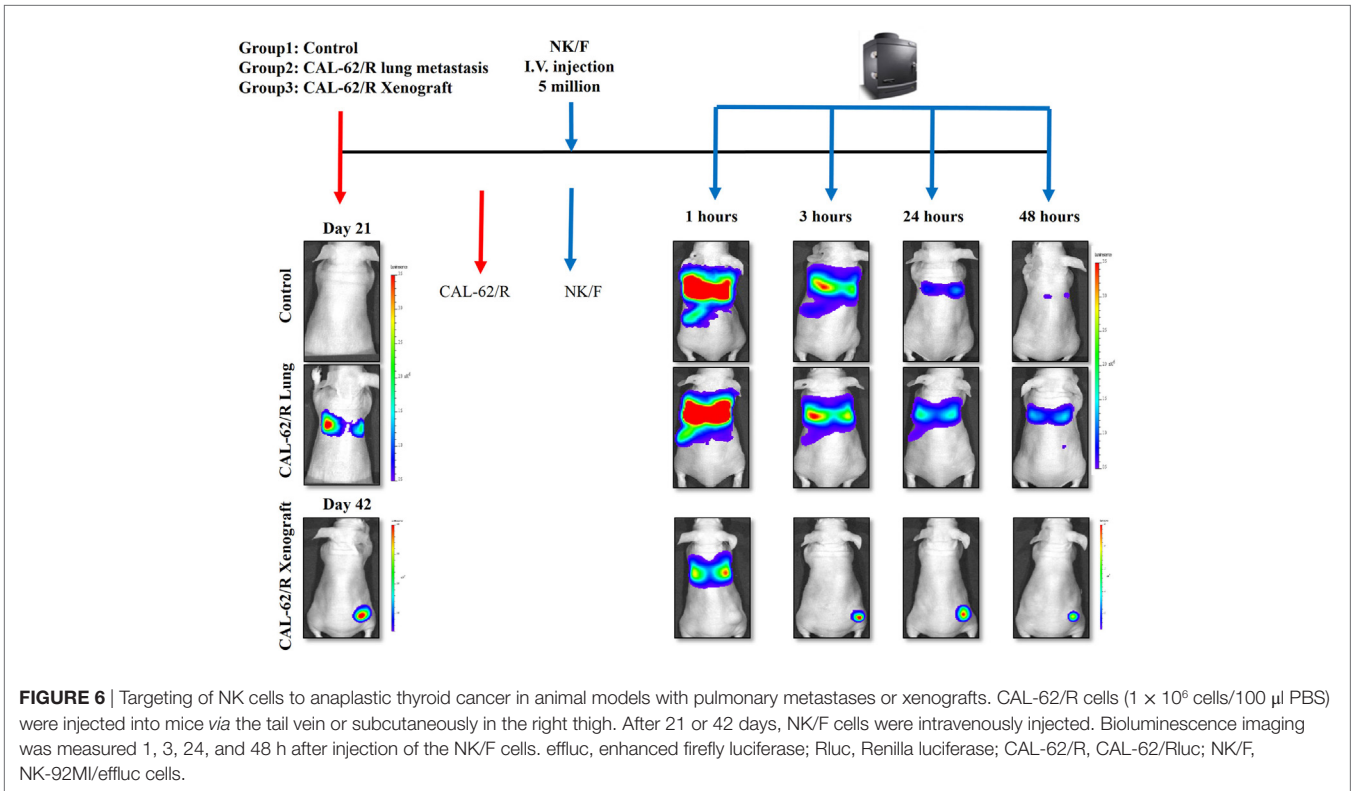 Group1: Control
Group2: CAL-62/R lung metastasis
Group3: CAL-62/R Xenograft
NK/F
I.V. injection
5 million
Day 21
CAL-62/R
NK/F
1 hours
3 hours
24 hours
48 hours
Control
CAL-62/R Lung
Day 42
CAL-62/R Xenograft
FIGURE 6 | Targeting of NK cells to anaplastic thyroid cancer in animal models with pulmonary metastases or xenografts. CAL-62/R cells (1 × 10⁶ cells/100 µl PBS)
were injected into mice via the tail vein or subcutaneously in the right thigh. After 21 or 42 days, NK/F cells were intravenously injected. Bioluminescence imaging
was measured 1, 3, 24, and 48 h after injection of the NK/F cells. effluc, enhanced firefly luciferase; Rluc, Renilla luciferase; CAL-62/R, CAL-62/Rluc; NK/F,
NK-92MI/effluc cells.